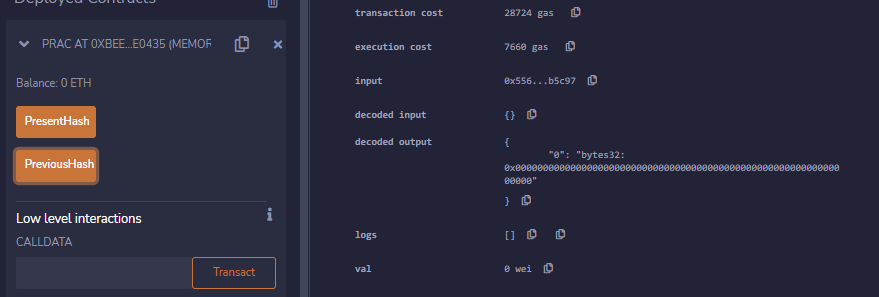 Deployed Contracts
PRAC AT 0XBEE...E0435 (MEMOR
Balance: 0 ETH
PresentHash
PreviousHash
Low level interactions
CALLDATA
Transact
transaction cost 28724 gas
execution cost 7660 gas
input 0x556...b5c97
decoded input {}
decoded output {
"0": "bytes32:
0x00000000000000000000000000000000000000000000000000000000000
00000"
}
logs []
val 0 wei